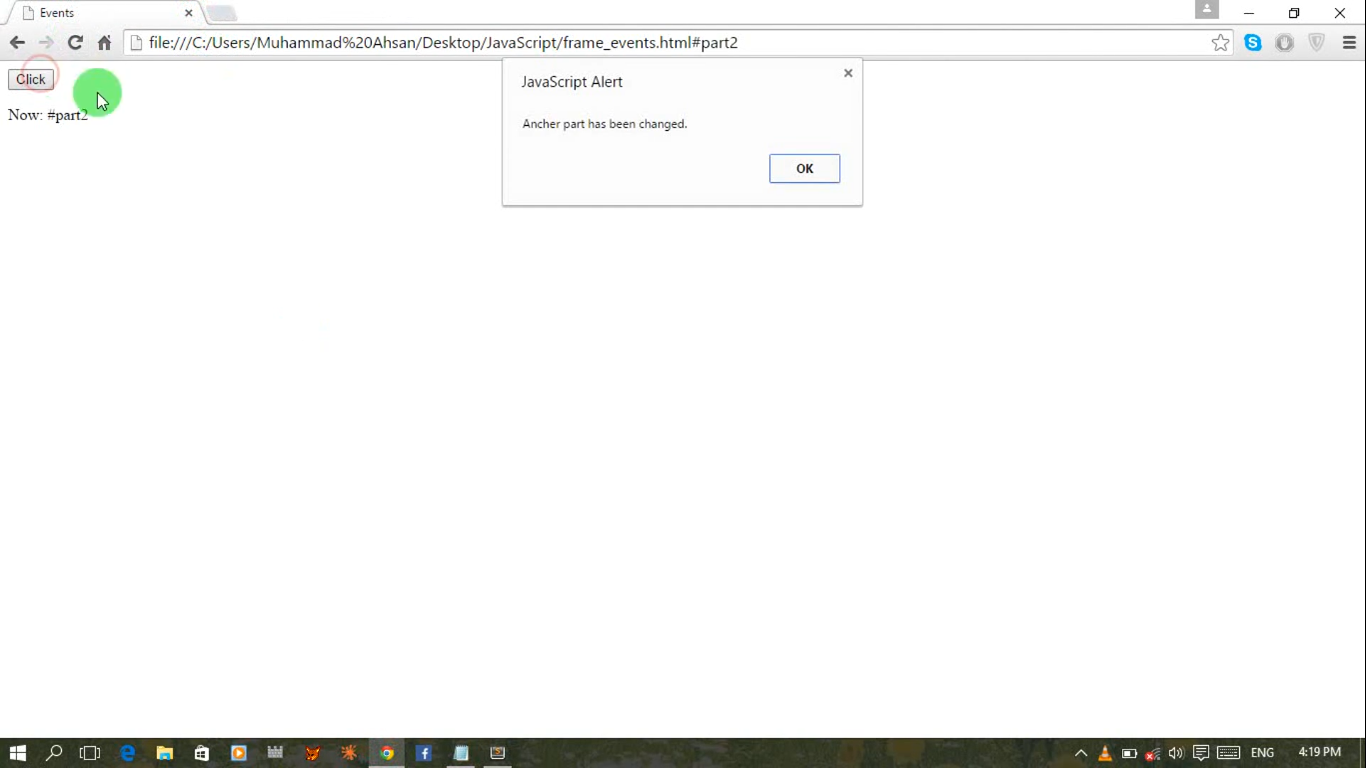 Events
file:///C:/Users/Muhammad%20Ahsan/Desktop/JavaScript/frame_events.html#part2
Click
Now: #part2
JavaScript Alert
Ancher part has been changed.
OK
ENG
4:19 PM